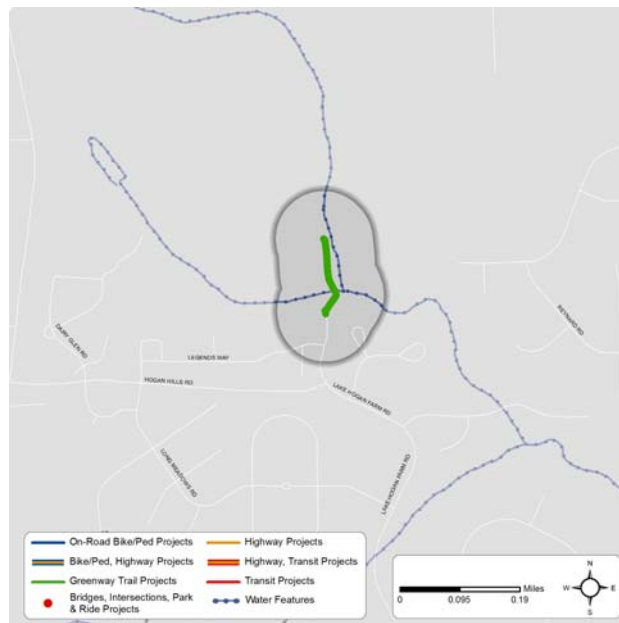 REYNARD RD
DAIRY GLEN RD
LEGENDS WAY
HOGAN HILLS RD
LAKE HOGAN FARM RD
LONG MEADOWS RD
LAKE HOGAN FARM RD
On-Road Bike/Ped Projects
Highway Projects
Bike/Ped, Highway Projects
Highway, Transit Projects
Greenway Trail Projects
Transit Projects
Bridges, Intersections, Park
& Ride Projects
Water Features
Miles
0 0.095 0.19
N
W E
S